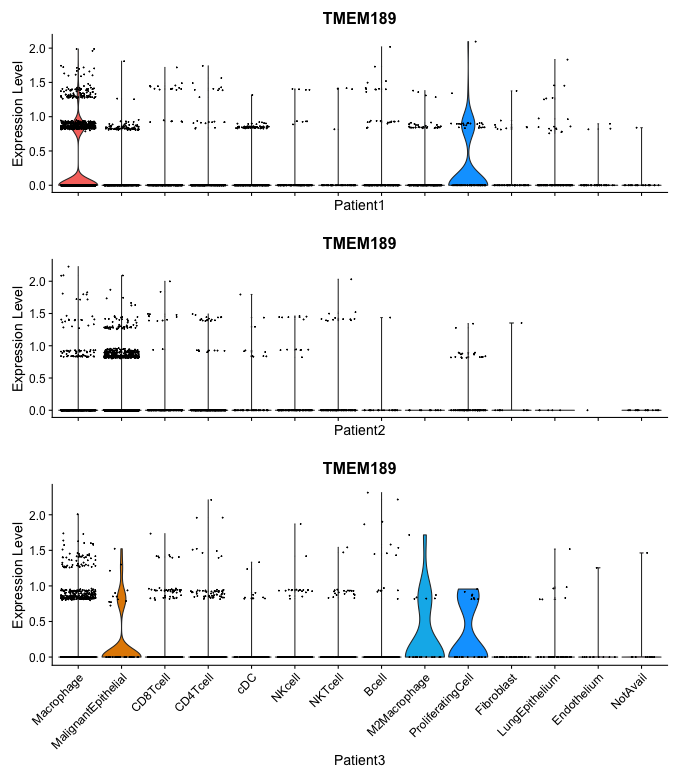 TMEM189
Expression Level
2.0
1.5
1.0
0.5
0.0
Patient1
TMEM189
Expression Level
2.0
1.5
1.0
0.5
0.0
Patient2
TMEM189
Expression Level
2.0
1.5
1.0
0.5
0.0
Macrophage
MalignantEpithelial
CD8Tcell
CD4Tcell
cDC
NKcell
NKTcell
Bcell
M2Macrophage
ProliferatingCell
Fibroblast
LungEpithelium
Endothelium
NotAvail
Patient3